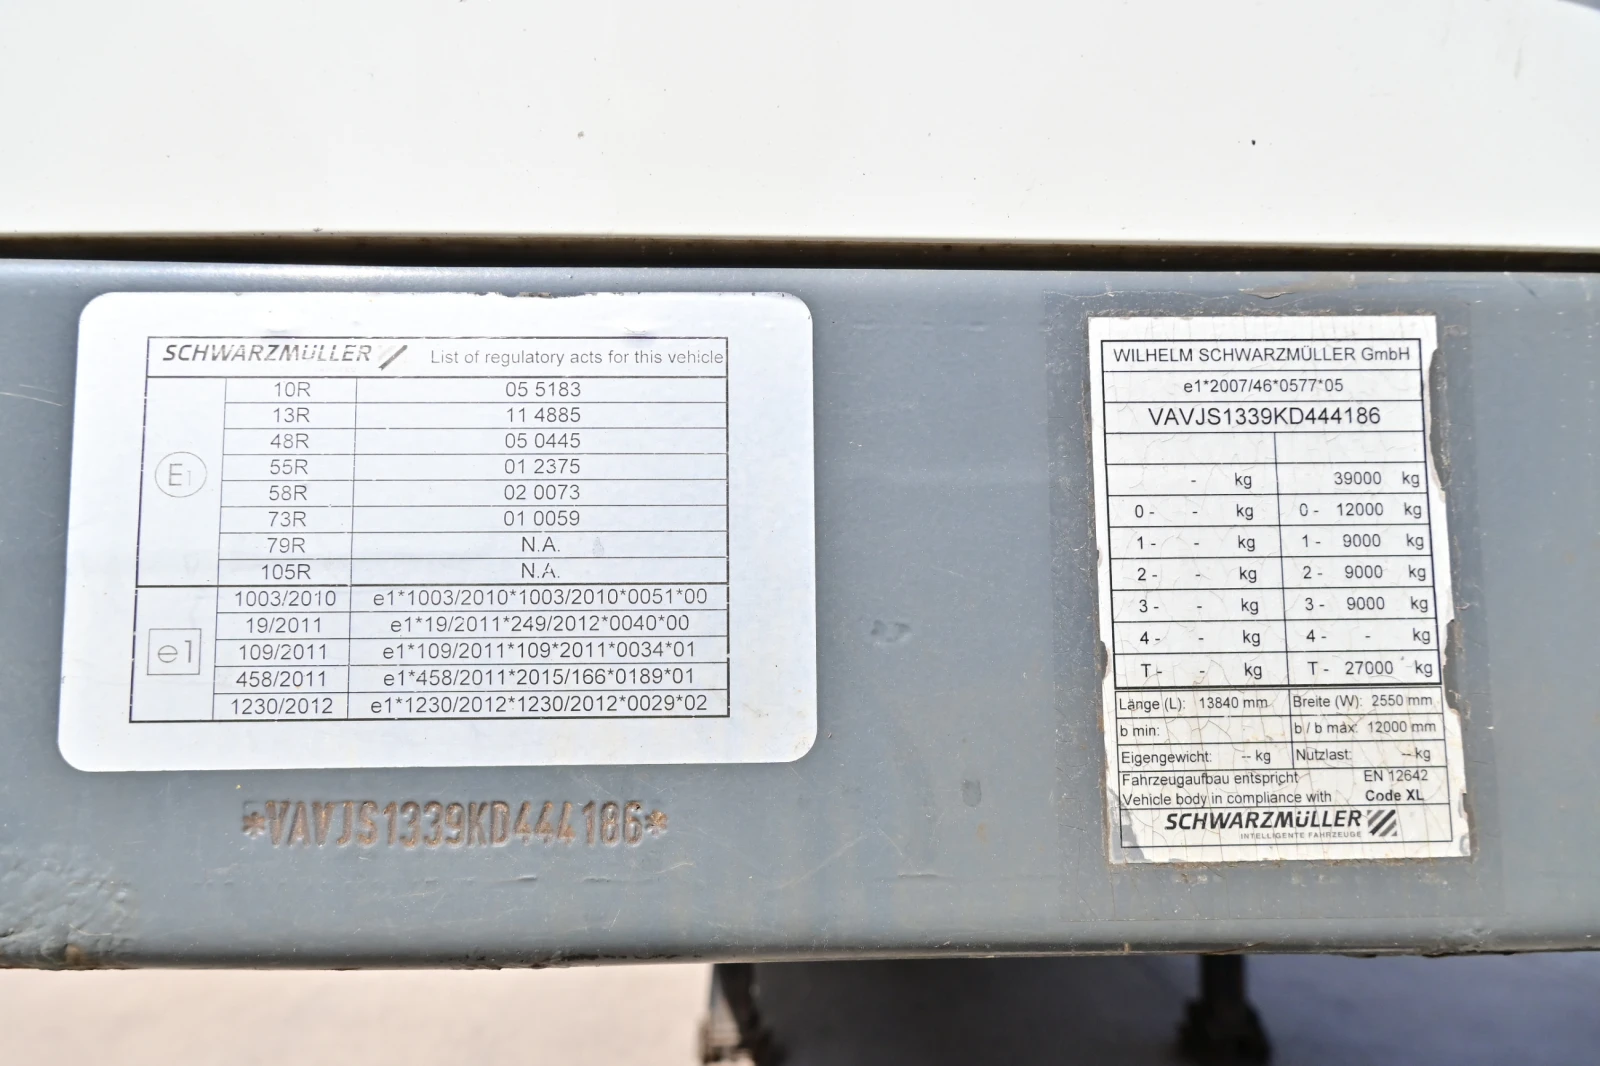 SCHWARZMÜLLER List of regulatory acts for this vehicle
E1
10R 05 5183
13R 11 4885
48R 05 0445
55R 01 2375
58R 02 0073
73R 01 0059
79R N.A.
105R N.A.
e1
1003/2010 e1*1003/2010*1003/2010*0051*00
19/2011 e1*19/2011*249/2012*0040*00
109/2011 e1*109/2011*109*2011*0034*01
458/2011 e1*458/2011*2015/166*0189*01
1230/2012 e1*1230/2012*1230/2012*0029*02
*VAVJS1339KD444186*
WILHELM SCHWARZMÜLLER GmbH
e1*2007/46*0577*05
VAVJS1339KD444186
- kg 39000 kg
0- - kg 0- 12000 kg
1- - kg 1- 9000 kg
2- - kg 2- 9000 kg
3- - kg 3- 9000 kg
4- - kg 4- - kg
T- - kg T- 27000 kg
Länge (L): 13840 mm Breite (W): 2550 mm
b min: b / b max: 12000 mm
Eigengewicht: -- kg Nutzlast: -- kg
Fahrzeugaufbau entspricht EN 12642
Vehicle body in compliance with Code XL
SCHWARZMÜLLER
INTELLIGENTE FAHRZEUGE